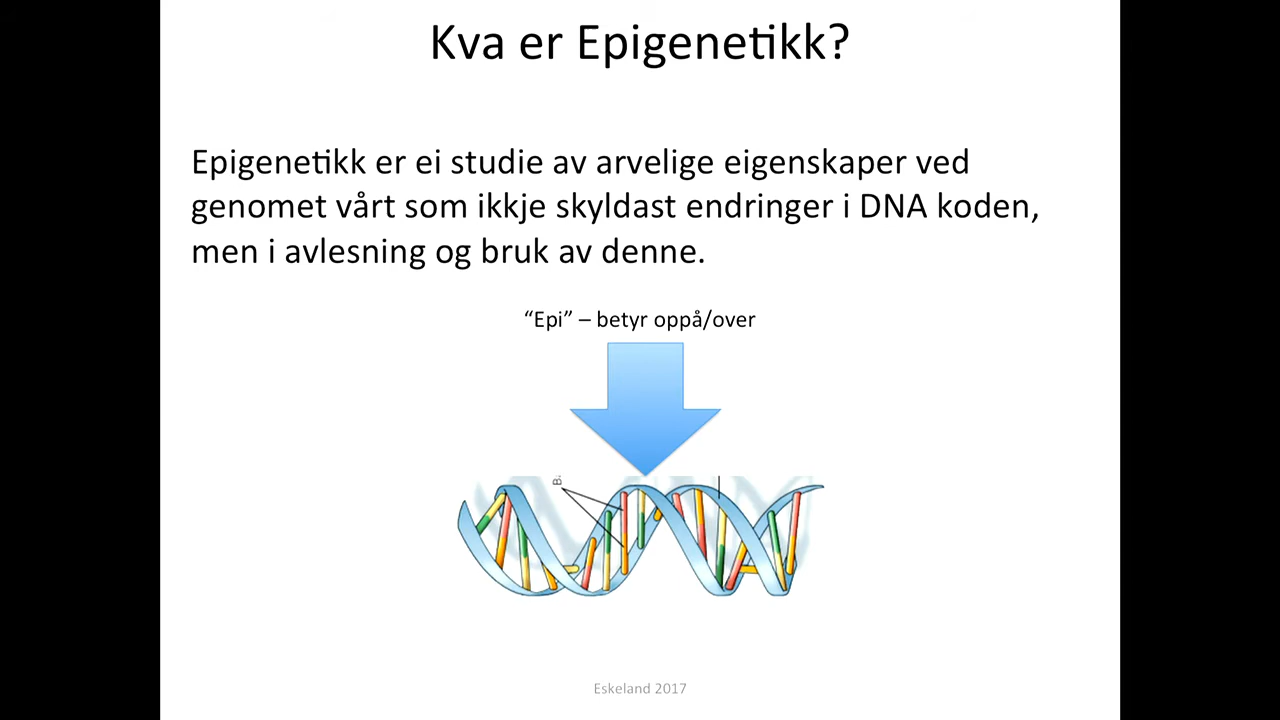 Kva er Epigenetikk?
Epigenetikk er ei studie av arvelige eigenskaper ved
genomet vårt som ikkje skyldast endringer i DNA koden,
men i avlesning og bruk av denne.
“Epi” – betyr oppå/over
Eskeland 2017